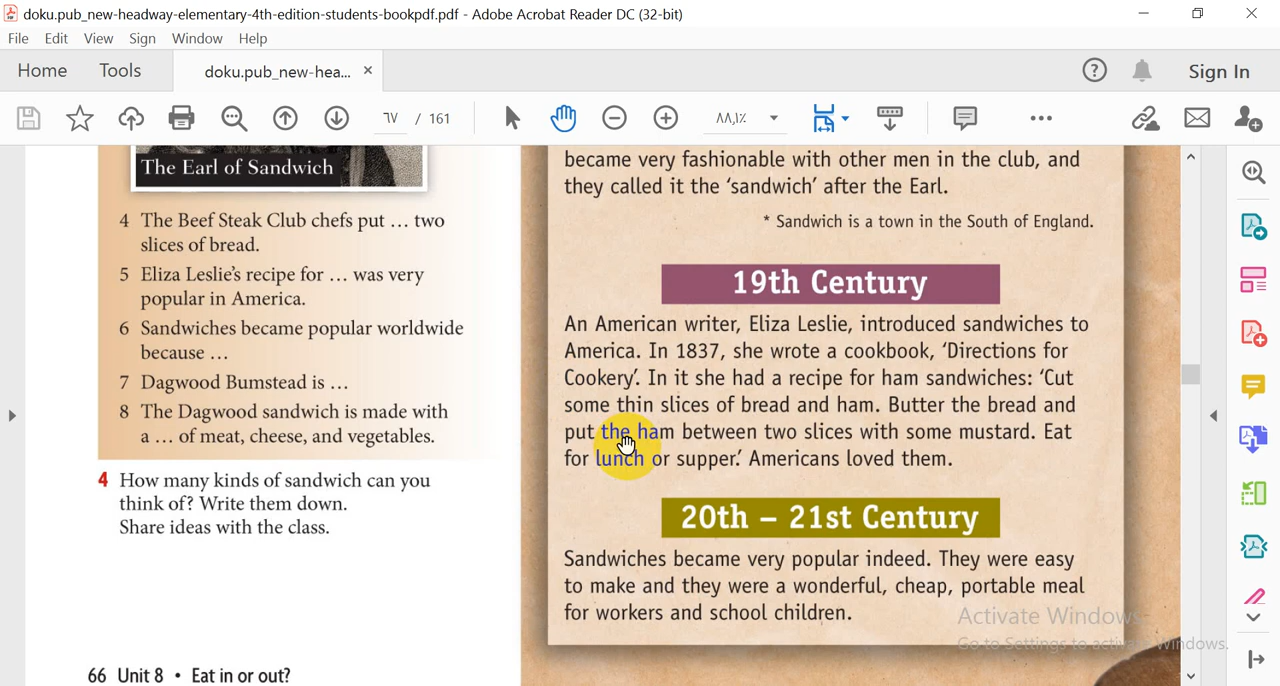 doku.pub_new-headway-elementary-4th-edition-students-bookpdf.pdf - Adobe Acrobat Reader DC (32-bit)
File Edit View Sign Window Help
Home Tools doku.pub_new-hea... × Sign In
٦٧ / 161 ٨٨٫١٪
The Earl of Sandwich
4 The Beef Steak Club chefs put … two
slices of bread.
5 Eliza Leslie's recipe for … was very
popular in America.
6 Sandwiches became popular worldwide
because …
7 Dagwood Bumstead is …
8 The Dagwood sandwich is made with
a … of meat, cheese, and vegetables.
4 How many kinds of sandwich can you
think of? Write them down.
Share ideas with the class.
66 Unit 8 • Eat in or out?
became very fashionable with other men in the club, and
they called it the 'sandwich' after the Earl.
* Sandwich is a town in the South of England.
19th Century
An American writer, Eliza Leslie, introduced sandwiches to
America. In 1837, she wrote a cookbook, 'Directions for
Cookery'. In it she had a recipe for ham sandwiches: 'Cut
some thin slices of bread and ham. Butter the bread and
put the ham between two slices with some mustard. Eat
for lunch or supper.' Americans loved them.
20th – 21st Century
Sandwiches became very popular indeed. They were easy
to make and they were a wonderful, cheap, portable meal
for workers and school children.
Activate Windows
Go to Settings to activate Windows.